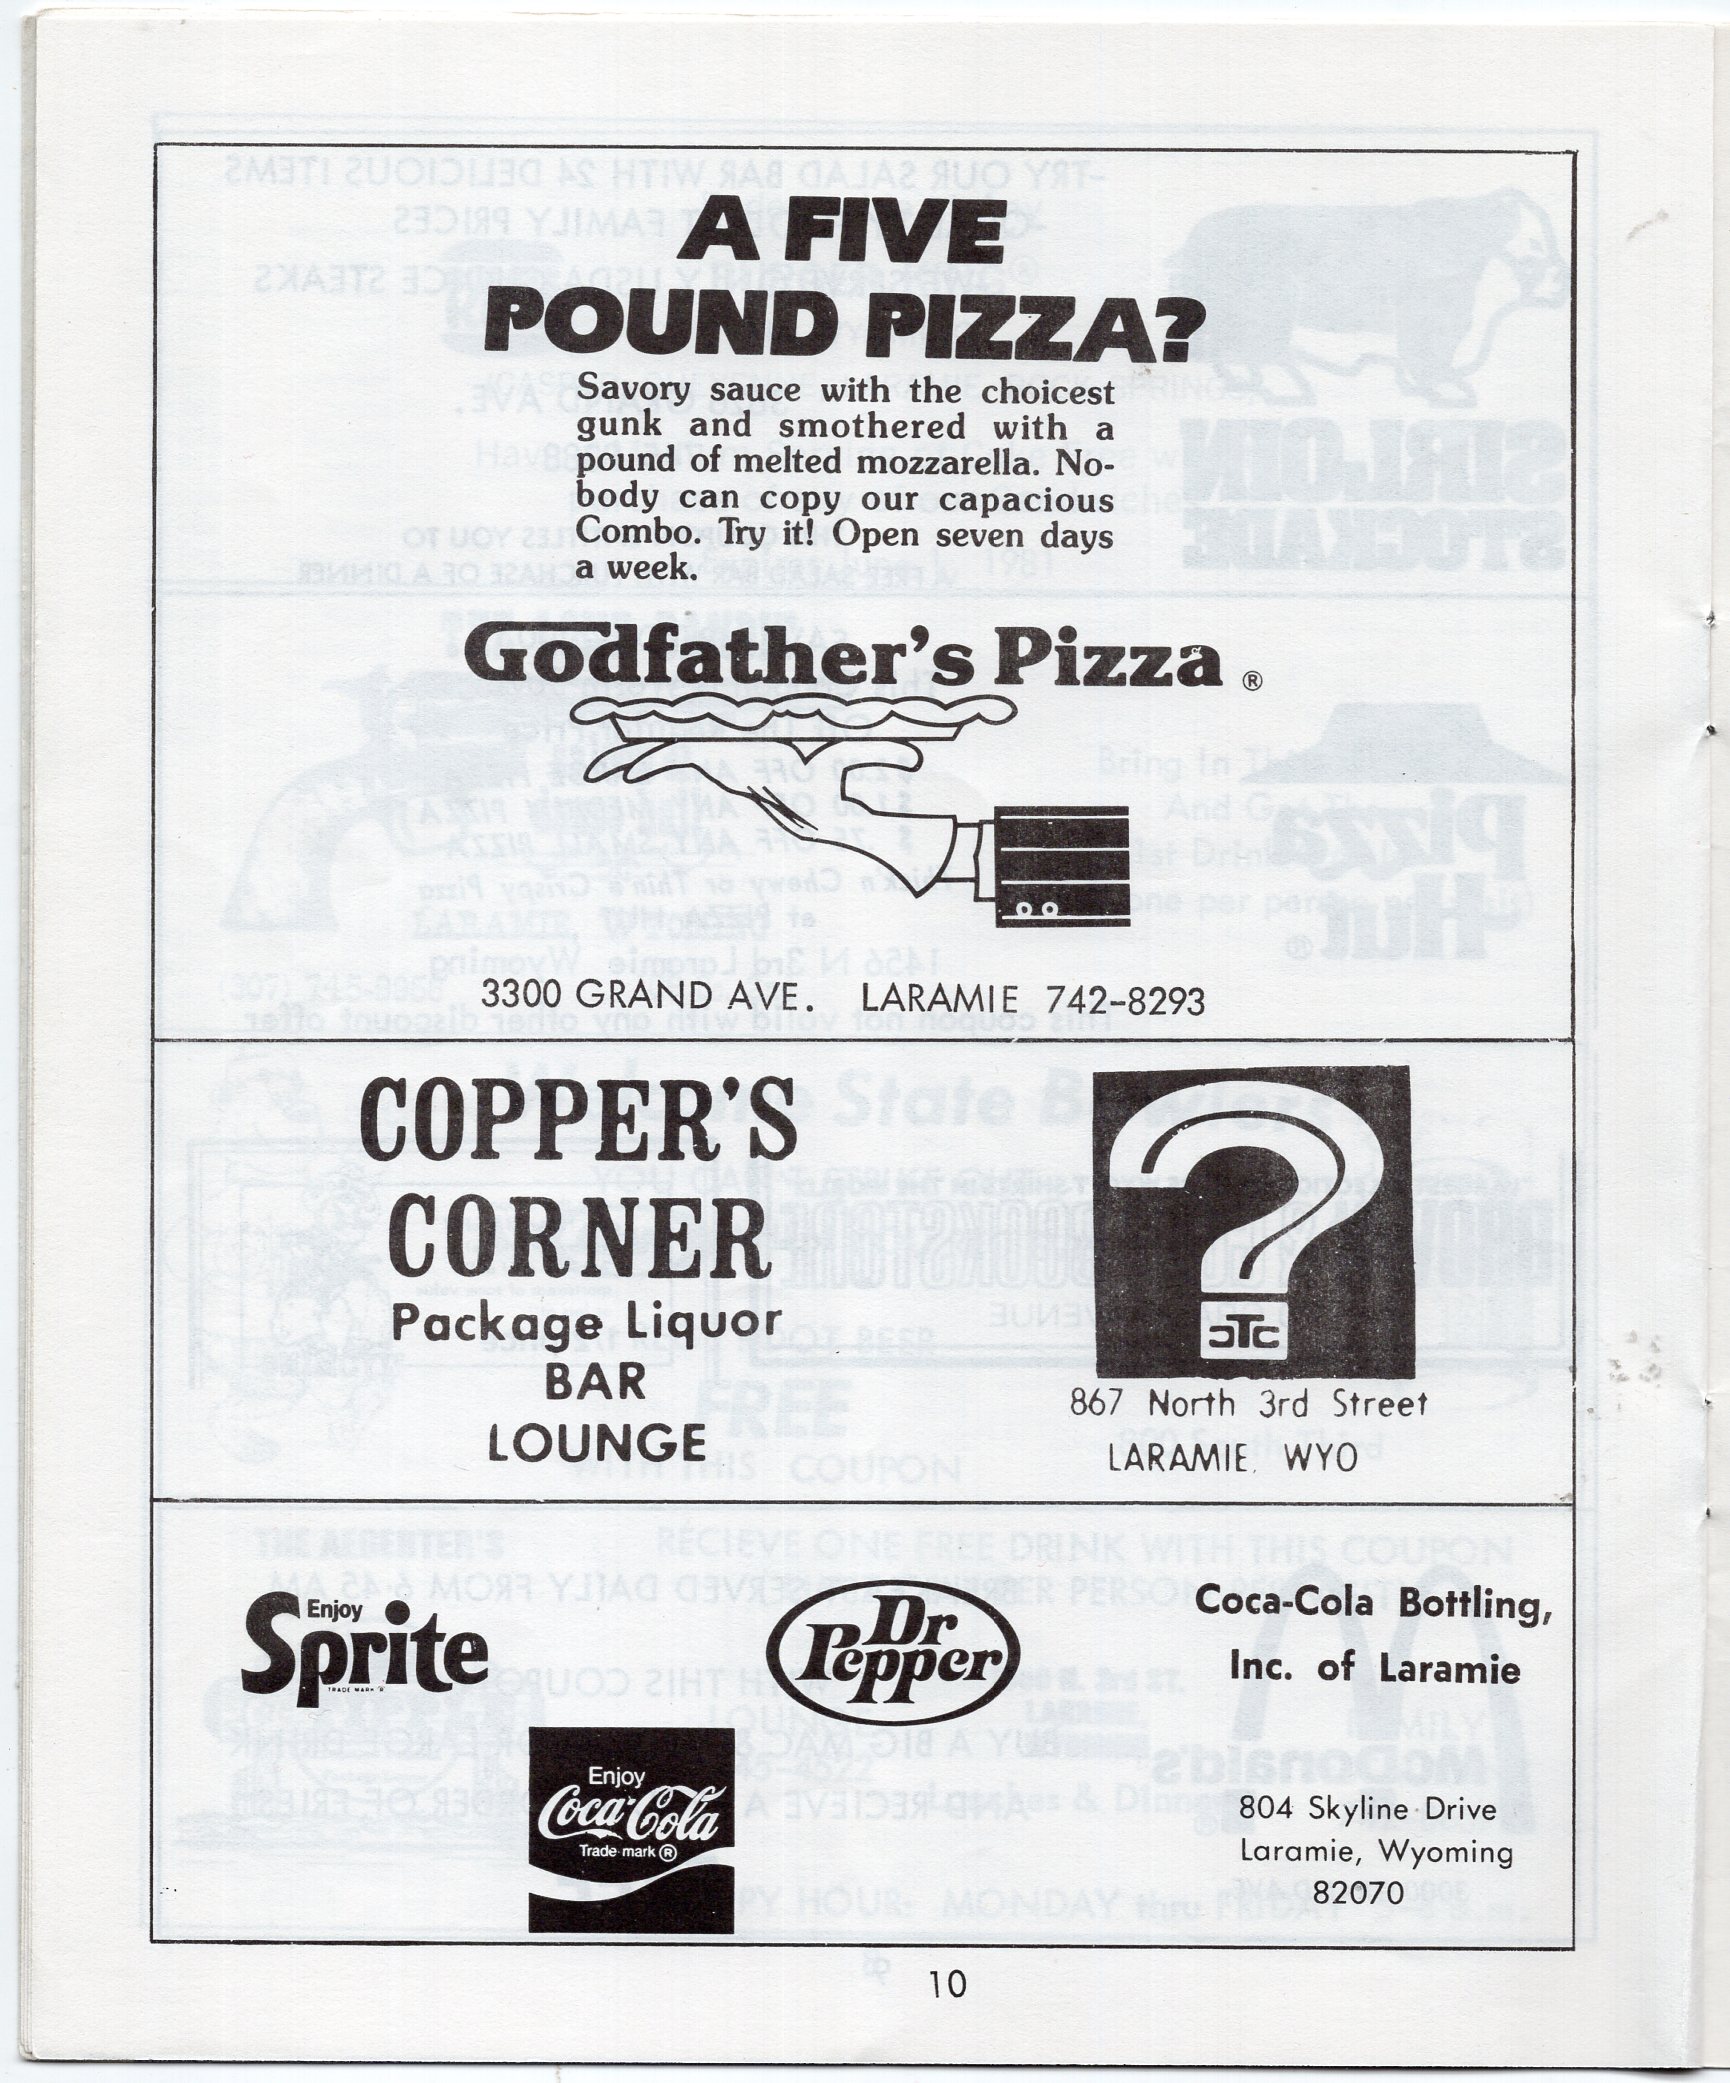 A FIVE
POUND PIZZA?
Savory sauce with the choicest
gunk and smothered with a
pound of melted mozzarella. No-
body can copy our capacious
Combo. Try it! Open seven days
a week.
Godfather's Pizza ®
3300 GRAND AVE. LARAMIE 742-8293
COPPER'S
CORNER
Package Liquor
BAR
LOUNGE
?
CTC
867 North 3rd Street
LARAMIE, WYO
Enjoy
Sprite
TRADE MARK ®
Dr
Pepper
Coca-Cola Bottling,
Inc. of Laramie
Enjoy
Coca-Cola
Trade-mark ®
804 Skyline Drive
Laramie, Wyoming
82070
10